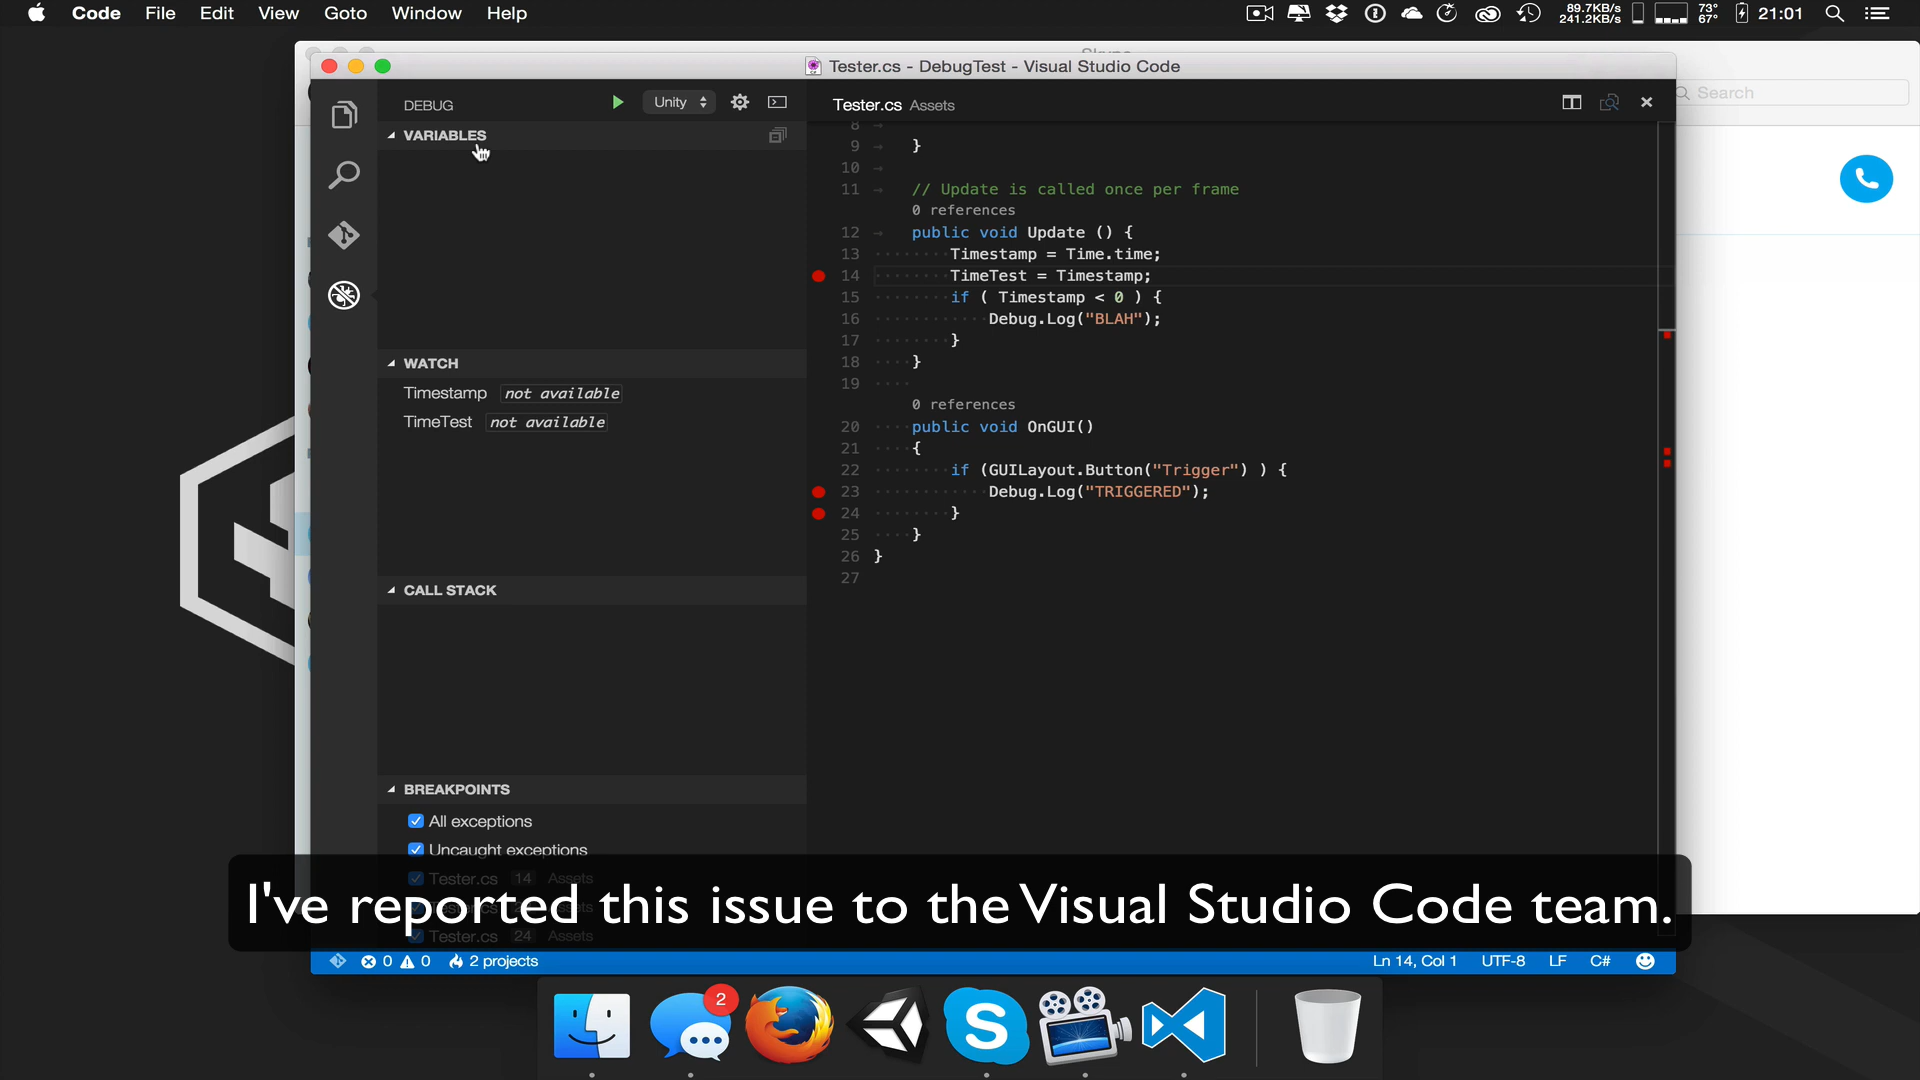 Code File Edit View Goto Window Help
89.7KB/s
241.2KB/s
73°
67°
21:01
Tester.cs - DebugTest - Visual Studio Code
Search
DEBUG
Unity
Tester.cs Assets
VARIABLES
WATCH
Timestamp not available
TimeTest not available
CALL STACK
BREAKPOINTS
All exceptions
Uncaught exceptions
Tester.cs 14 Assets
Tester.cs 24 Assets
8
9 }
10
11 // Update is called once per frame
0 references
12 public void Update () {
13 Timestamp = Time.time;
14 TimeTest = Timestamp;
15 if ( Timestamp < 0 ) {
16 Debug.Log("BLAH");
17 }
18 }
19
0 references
20 public void OnGUI()
21 {
22 if (GUILayout.Button("Trigger") ) {
23 Debug.Log("TRIGGERED");
24 }
25 }
26 }
27
I've reported this issue to the Visual Studio Code team.
0 0 2 projects
Ln 14, Col 1 UTF-8 LF C#
2